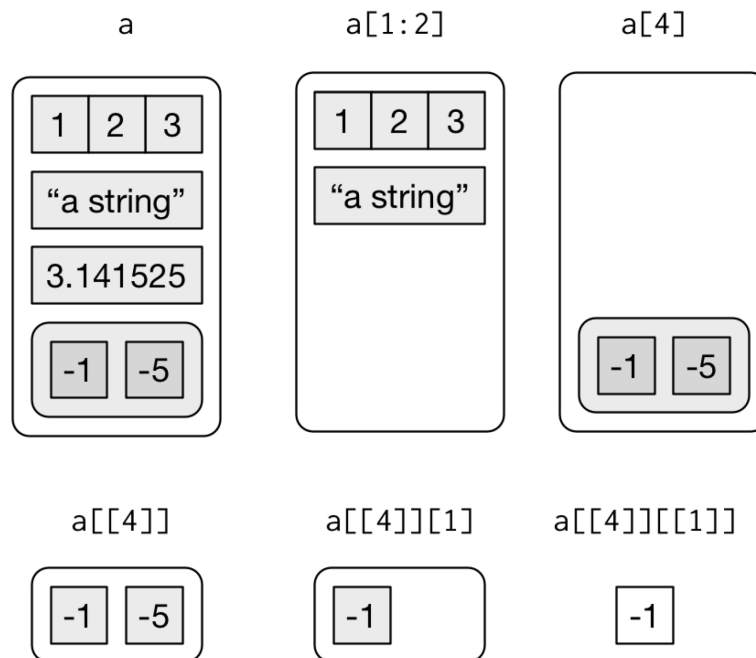 a a[1:2] a[4]
1 2 3 1 2 3
“a string” “a string”
3.141525
-1 -5 -1 -5
a[[4]] a[[4]][1] a[[4]][[1]]
-1 -5 -1 -1